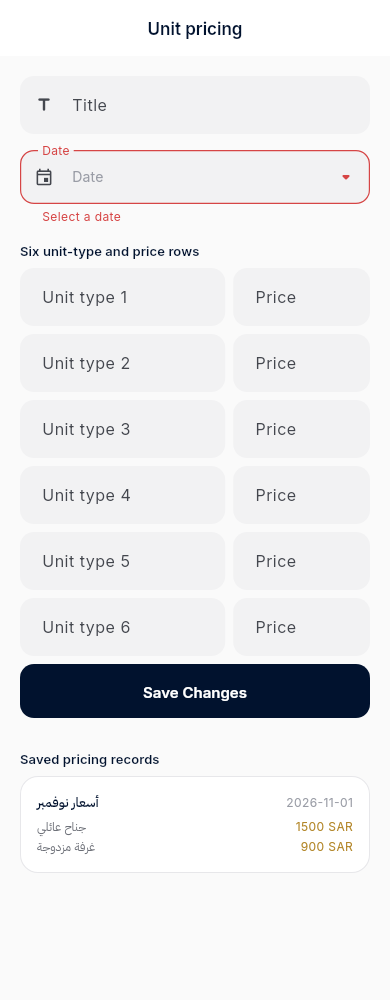 Unit pricing
Title
Date
Date
Select a date
Six unit-type and price rows
Unit type 1 Price
Unit type 2 Price
Unit type 3 Price
Unit type 4 Price
Unit type 5 Price
Unit type 6 Price
Save Changes
Saved pricing records
أسعار نوفمبر 2026-11-01
جناح عائلي 1500 SAR
غرفة مزدوجة 900 SAR